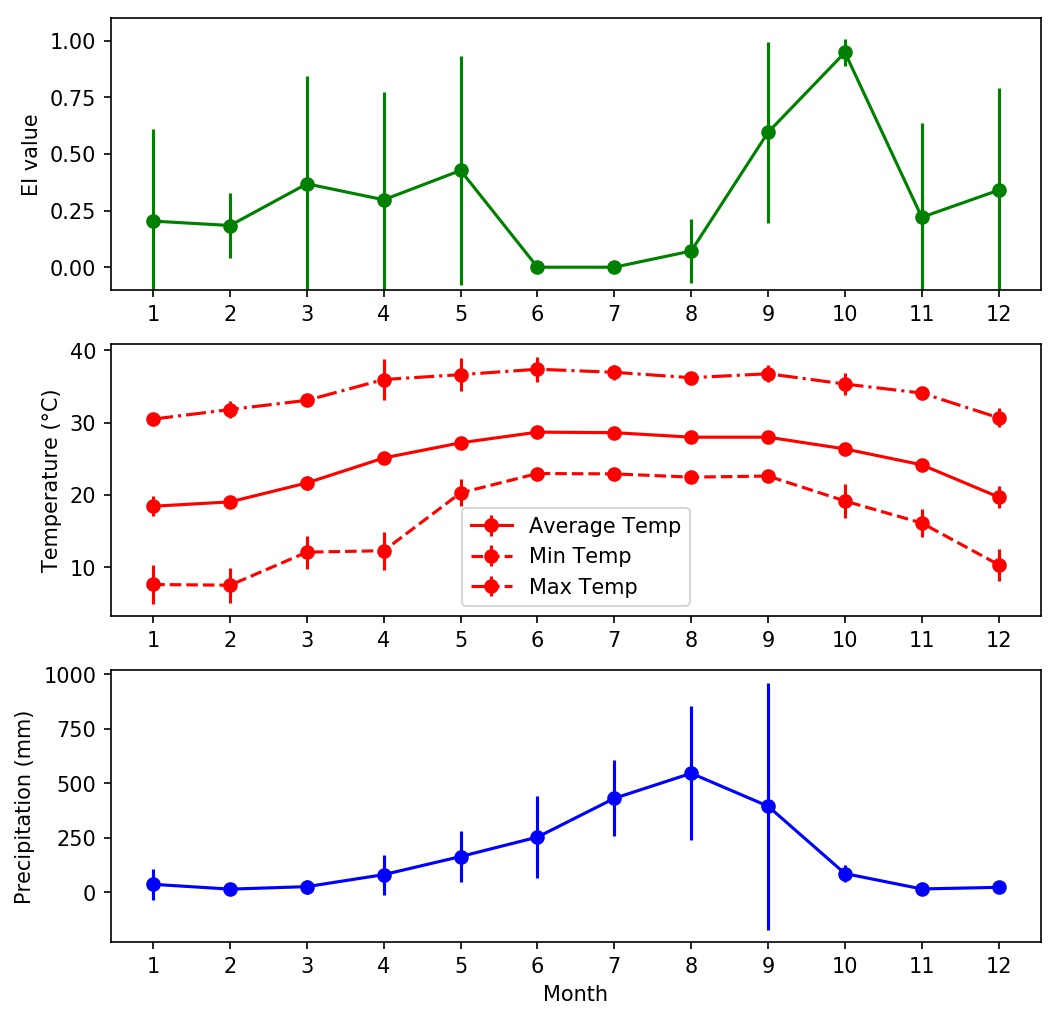 EI value
1.00
0.75
0.50
0.25
0.00
1 2 3 4 5 6 7 8 9 10 11 12
Temperature (°C)
40
30
20
10
Average Temp
Min Temp
Max Temp
1 2 3 4 5 6 7 8 9 10 11 12
Precipitation (mm)
1000
750
500
250
0
1 2 3 4 5 6 7 8 9 10 11 12
Month